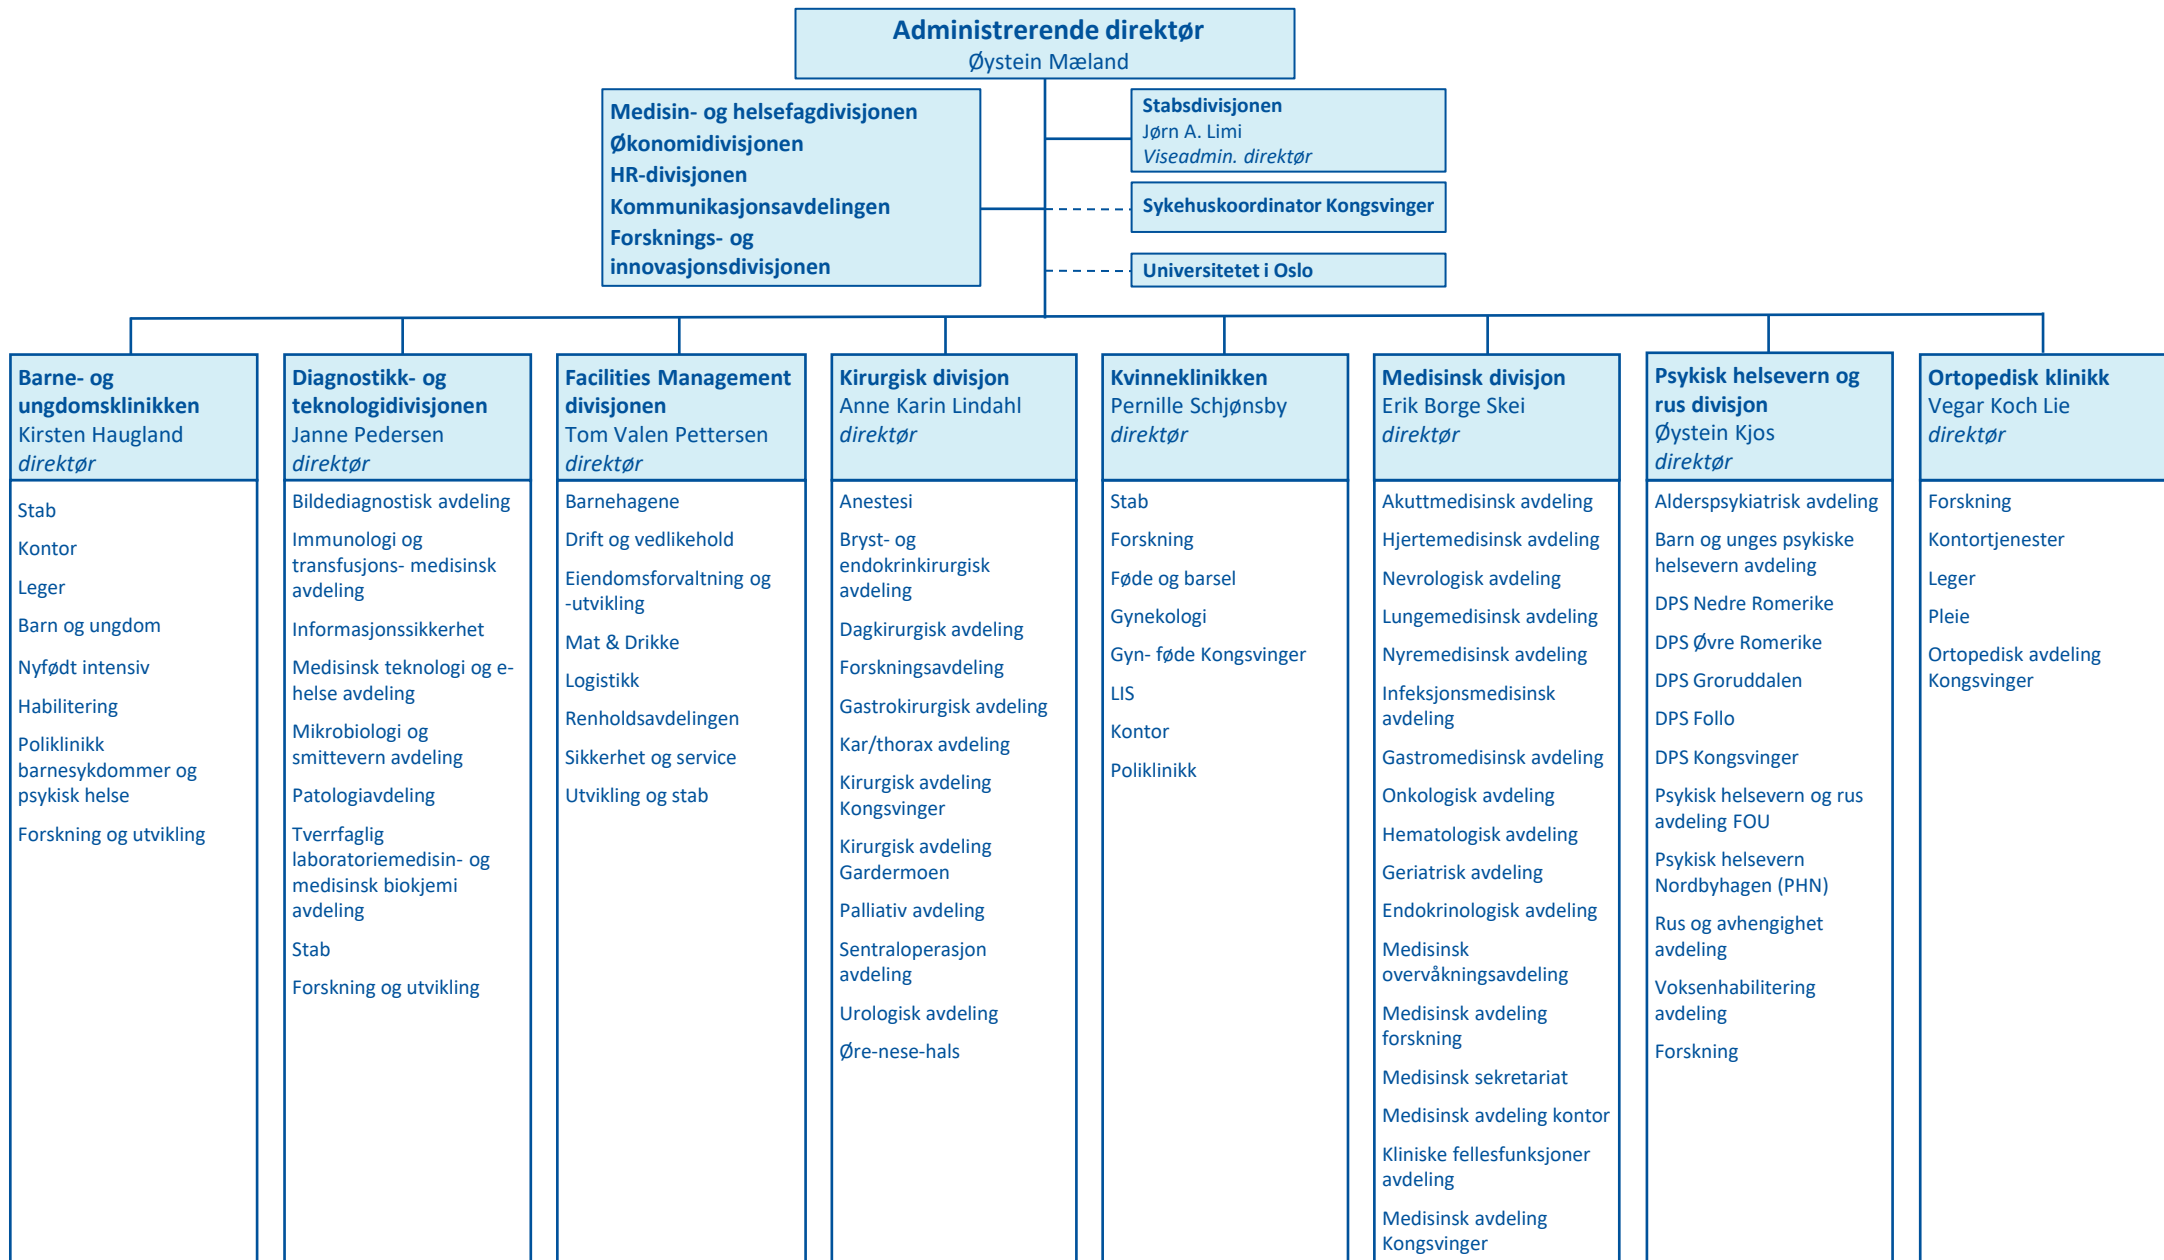 Administrerende direktør
Øystein Mæland
Medisin- og helsefagdivisjonen
Økonomidivisjonen
HR-divisjonen
Kommunikasjonsavdelingen
Forsknings- og
innovasjonsdivisjonen
Stabsdivisjonen
Jørn A. Limi
Viseadmin. direktør
Sykehuskoordinator Kongsvinger
Universitetet i Oslo
Barne- og
ungdomsklinikken
Kirsten Haugland
direktør
Stab
Kontor
Leger
Barn og ungdom
Nyfødt intensiv
Habilitering
Poliklinikk
barnesykdommer og
psykisk helse
Forskning og utvikling
Diagnostikk- og
teknologidivisjonen
Janne Pedersen
direktør
Bildediagnostisk avdeling
Immunologi og
transfusjons- medisinsk
avdeling
Informasjonssikkerhet
Medisinsk teknologi og e-
helse avdeling
Mikrobiologi og
smittevern avdeling
Patologiavdeling
Tverrfaglig
laboratoriemedisin- og
medisinsk biokjemi
avdeling
Stab
Forskning og utvikling
Facilities Management
divisjonen
Tom Valen Pettersen
direktør
Barnehagene
Drift og vedlikehold
Eiendomsforvaltning og
-utvikling
Mat & Drikke
Logistikk
Renholdsavdelingen
Sikkerhet og service
Utvikling og stab
Kirurgisk divisjon
Anne Karin Lindahl
direktør
Anestesi
Bryst- og
endokrinkirurgisk
avdeling
Dagkirurgisk avdeling
Forskningsavdeling
Gastrokirurgisk avdeling
Kar/thorax avdeling
Kirurgisk avdeling
Kongsvinger
Kirurgisk avdeling
Gardermoen
Palliativ avdeling
Sentraloperasjon
avdeling
Urologisk avdeling
Øre-nese-hals
Kvinneklinikken
Pernille Schjønsby
direktør
Stab
Forskning
Føde og barsel
Gynekologi
Gyn- føde Kongsvinger
LIS
Kontor
Poliklinikk
Medisinsk divisjon
Erik Borge Skei
direktør
Akuttmedisinsk avdeling
Hjertemedisinsk avdeling
Nevrologisk avdeling
Lungemedisinsk avdeling
Nyremedisinsk avdeling
Infeksjonsmedisinsk
avdeling
Gastromedisinsk avdeling
Onkologisk avdeling
Hematologisk avdeling
Geriatrisk avdeling
Endokrinologisk avdeling
Medisinsk
overvåkningsavdeling
Medisinsk avdeling
forskning
Medisinsk sekretariat
Medisinsk avdeling kontor
Kliniske fellesfunksjoner
avdeling
Medisinsk avdeling
Kongsvinger
Psykisk helsevern og
rus divisjon
Øystein Kjos
direktør
Alderspsykiatrisk avdeling
Barn og unges psykiske
helsevern avdeling
DPS Nedre Romerike
DPS Øvre Romerike
DPS Groruddalen
DPS Follo
DPS Kongsvinger
Psykisk helsevern og rus
avdeling FOU
Psykisk helsevern
Nordbyhagen (PHN)
Rus og avhengighet
avdeling
Voksenhabilitering
avdeling
Forskning
Ortopedisk klinikk
Vegar Koch Lie
direktør
Forskning
Kontortjenester
Leger
Pleie
Ortopedisk avdeling
Kongsvinger